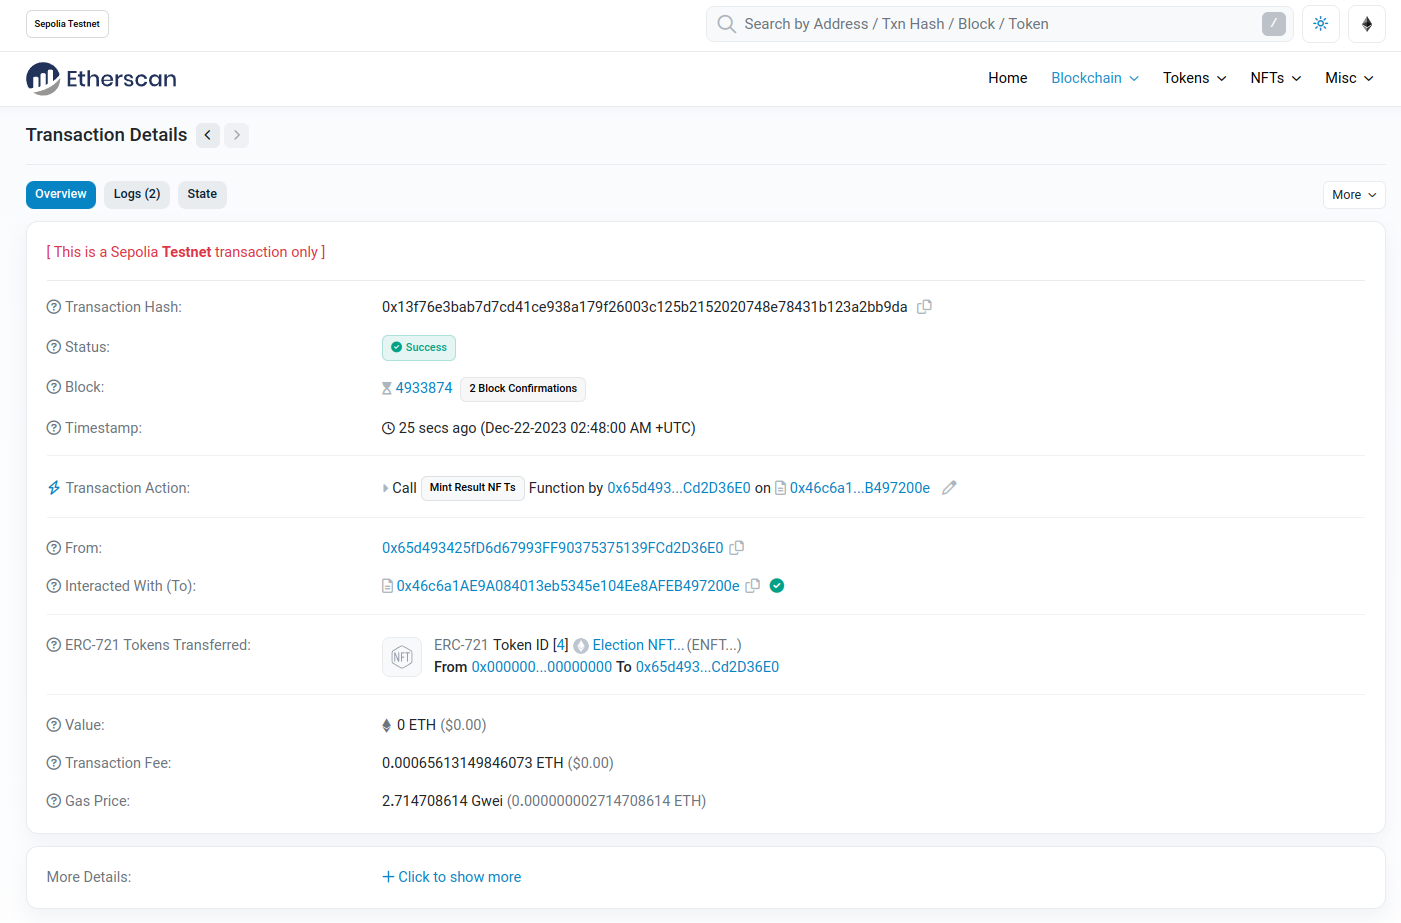 Sepolia Testnet
Search by Address / Txn Hash / Block / Token /
Etherscan
Home Blockchain Tokens NFTs Misc
Transaction Details
Overview Logs (2) State More
[ This is a Sepolia Testnet transaction only ]
Transaction Hash: 0x13f76e3bab7d7cd41ce938a179f26003c125b2152020748e78431b123a2bb9da
Status: Success
Block: 4933874 2 Block Confirmations
Timestamp: 25 secs ago (Dec-22-2023 02:48:00 AM +UTC)
Transaction Action: Call Mint Result NF Ts Function by 0x65d493...Cd2D36E0 on 0x46c6a1...B497200e
From: 0x65d493425fD6d67993FF90375375139FCd2D36E0
Interacted With (To): 0x46c6a1AE9A084013eb5345e104Ee8AFEB497200e
ERC-721 Tokens Transferred: NFT ERC-721 Token ID [4] Election NFT... (ENFT...)
From 0x000000...00000000 To 0x65d493...Cd2D36E0
Value: 0 ETH ($0.00)
Transaction Fee: 0.00065613149846073 ETH ($0.00)
Gas Price: 2.714708614 Gwei (0.000000002714708614 ETH)
More Details: Click to show more